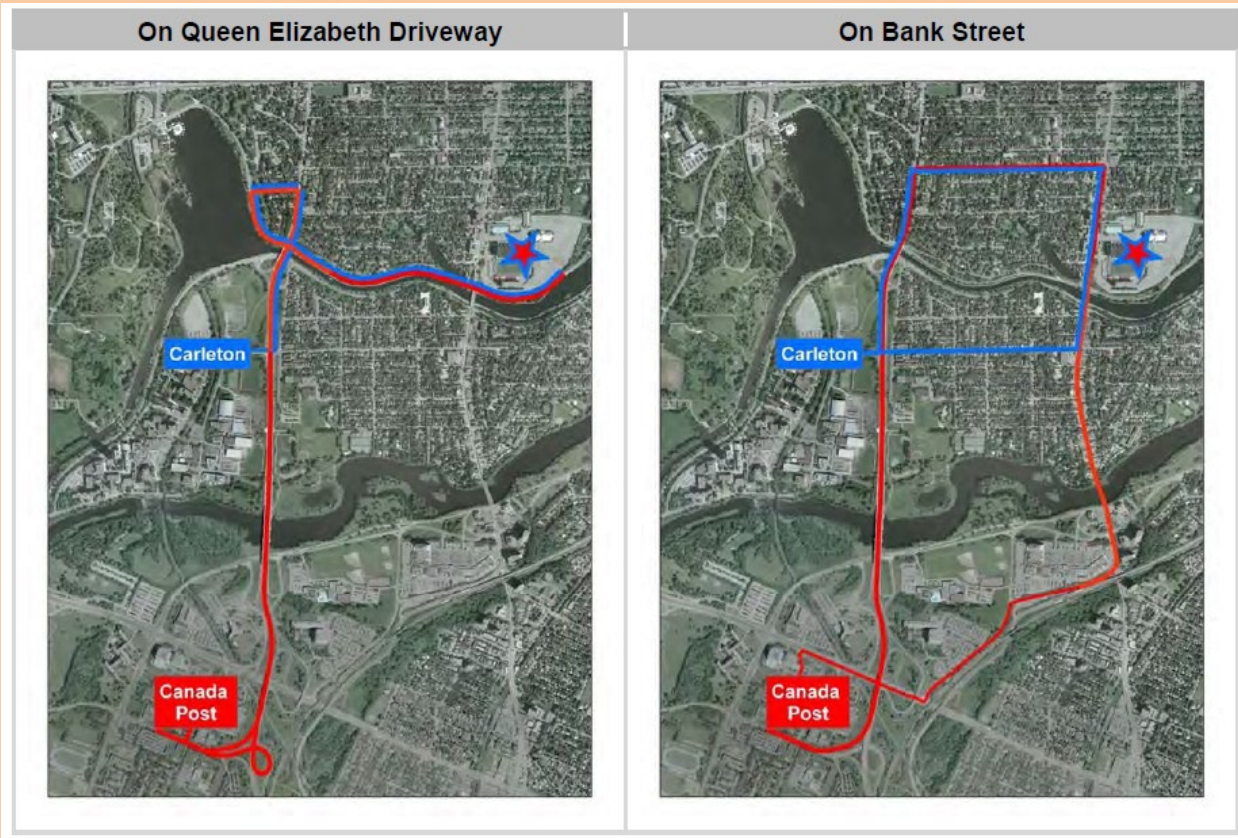 On Queen Elizabeth Driveway
On Bank Street
Carleton
Canada
Post
Carleton
Canada
Post